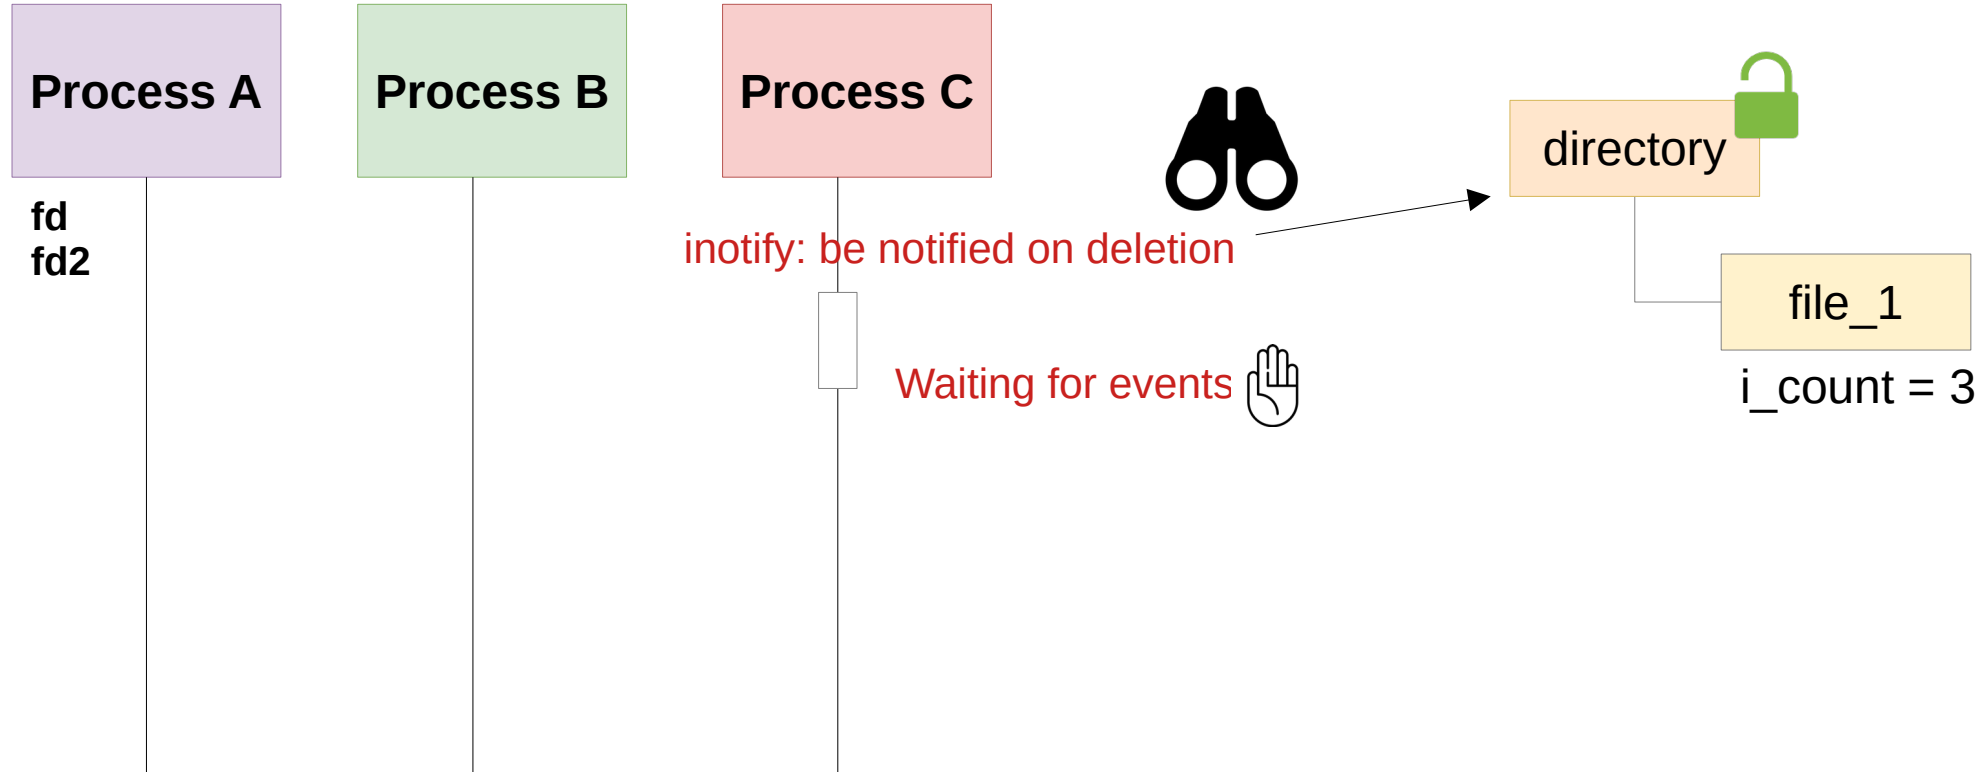 Process A
Process B
Process C
directory
fd
fd2
inotify: be notified on deletion
file_1
Waiting for events
i_count = 3